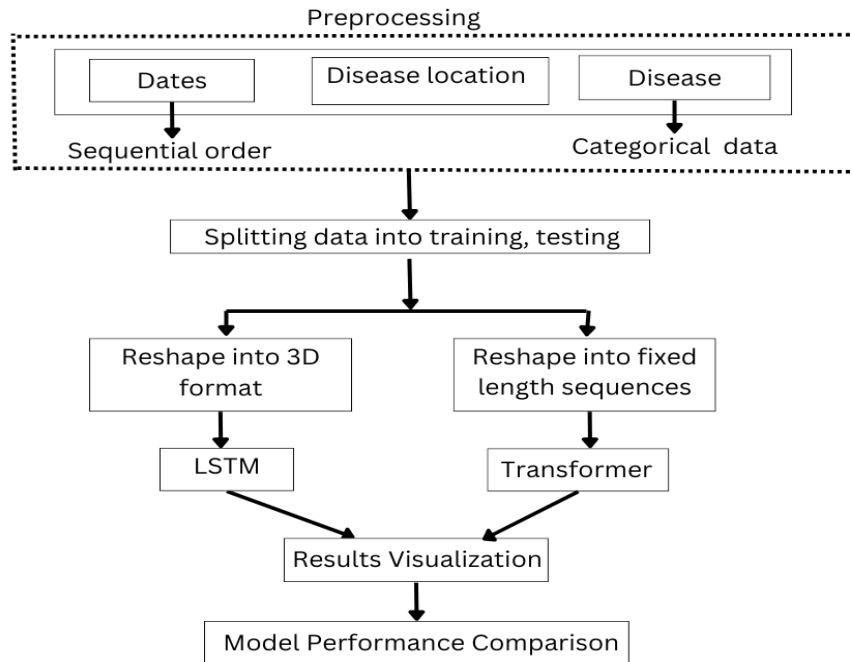 Preprocessing
Dates
Disease location
Disease
Sequential order
Categorical data
Splitting data into training, testing
Reshape into 3D
format
Reshape into fixed
length sequences
LSTM
Transformer
Results Visualization
Model Performance Comparison